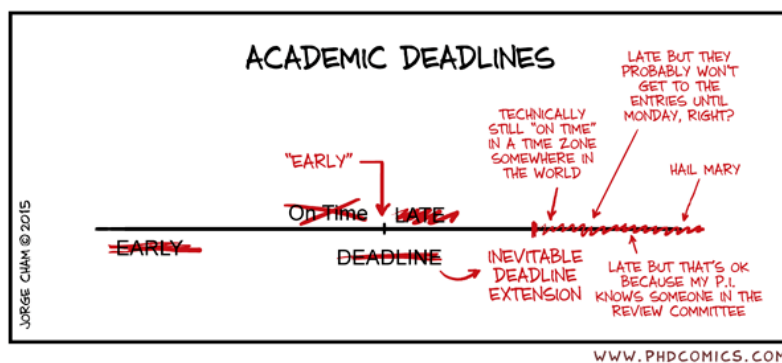 ACADEMIC DEADLINES
LATE BUT THEY
PROBABLY WON'T
GET TO THE
ENTRIES UNTIL
MONDAY, RIGHT?
TECHNICALLY
STILL "ON TIME"
IN A TIME ZONE
SOMEWHERE IN
THE WORLD
"EARLY"
HAIL MARY
On Time
LATE
EARLY
DEADLINE
INEVITABLE
DEADLINE
EXTENSION
LATE BUT THAT'S OK
BECAUSE MY P.I.
KNOWS SOMEONE IN THE
REVIEW COMMITTEE
JORGE CHAM © 2015
WWW.PHDCOMICS.COM